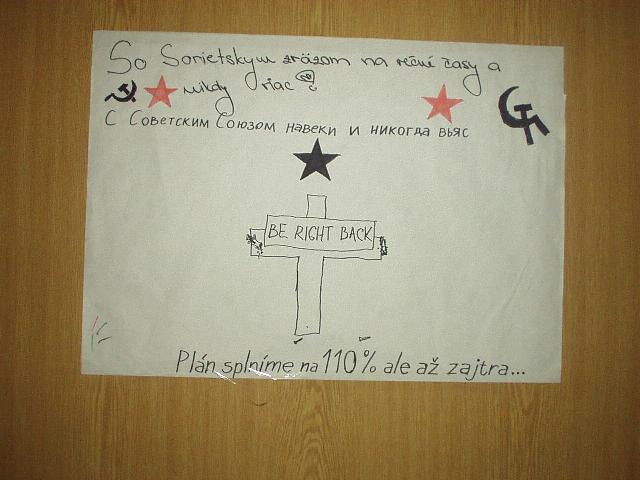 So Sovietskym zväzom na večné časy a
nikdy viac
С Советским Союзом навеки и никогда вьяс
BE RIGHT BACK
Plán splníme na 110% ale až zajtra...